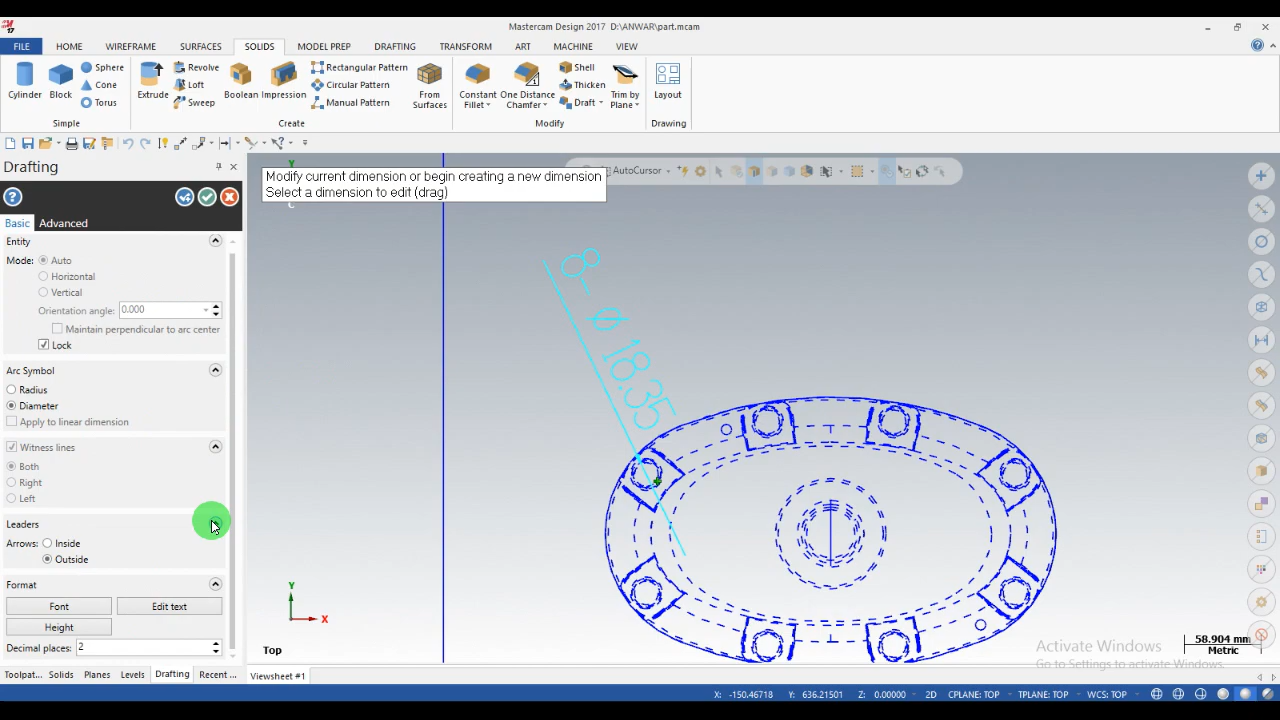 Mastercam Design 2017 D:\ANWAR\part.mcam
17
FILE HOME WIREFRAME SURFACES SOLIDS MODEL PREP DRAFTING TRANSFORM ART MACHINE VIEW
Cylinder Block Sphere Cone Torus
Extrude Revolve Loft Sweep Boolean Impression
Rectangular Pattern
Circular Pattern
Manual Pattern
From Surfaces
Constant Fillet One Distance Chamfer Shell Thicken Draft Trim by Plane
Layout
Simple Create Modify Drawing
Drafting
AutoCursor
Modify current dimension or begin creating a new dimension
Select a dimension to edit (drag)
Basic Advanced
Entity
Mode: Auto
Horizontal
Vertical
Orientation angle: 0.000
Maintain perpendicular to arc center
Lock
Arc Symbol
Radius
Diameter
Apply to linear dimension
Witness lines
Both
Right
Left
Leaders
Arrows: Inside
Outside
Format
Font Edit text
Height
Decimal places: 2
8-Ø18.35
Y
Y
X
Top
58.904 mm
Metric
Activate Windows
Go to Settings to activate Windows.
Toolpat... Solids Planes Levels Drafting Recent ... Viewsheet #1
X: -150.46718 Y: 636.21501 Z: 0.00000 2D CPLANE: TOP TPLANE: TOP WCS: TOP